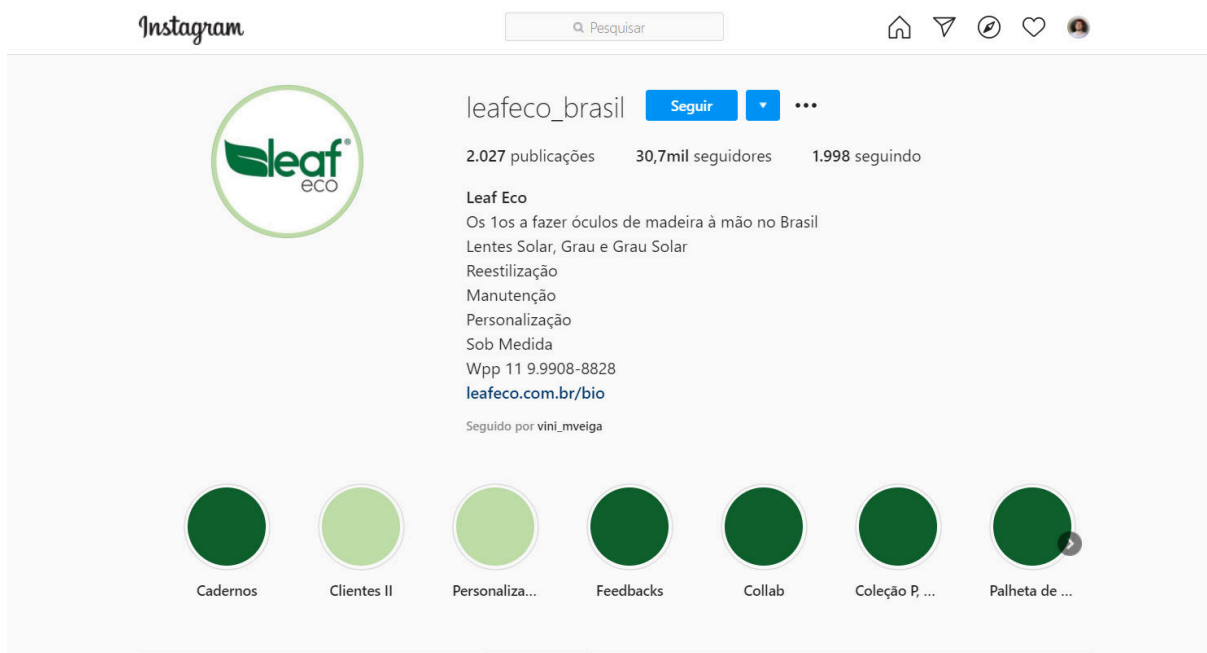 Instagram
Pesquisar
leaf®
eco
leafeco_brasil
Seguir
2.027 publicações 30,7mil seguidores 1.998 seguindo
Leaf Eco
Os 1os a fazer óculos de madeira à mão no Brasil
Lentes Solar, Grau e Grau Solar
Reestilização
Manutenção
Personalização
Sob Medida
Wpp 11 9.9908-8828
leafeco.com.br/bio
Seguido por vini_mveiga
Cadernos Clientes II Personaliza... Feedbacks Collab Coleção P, ... Palheta de ...